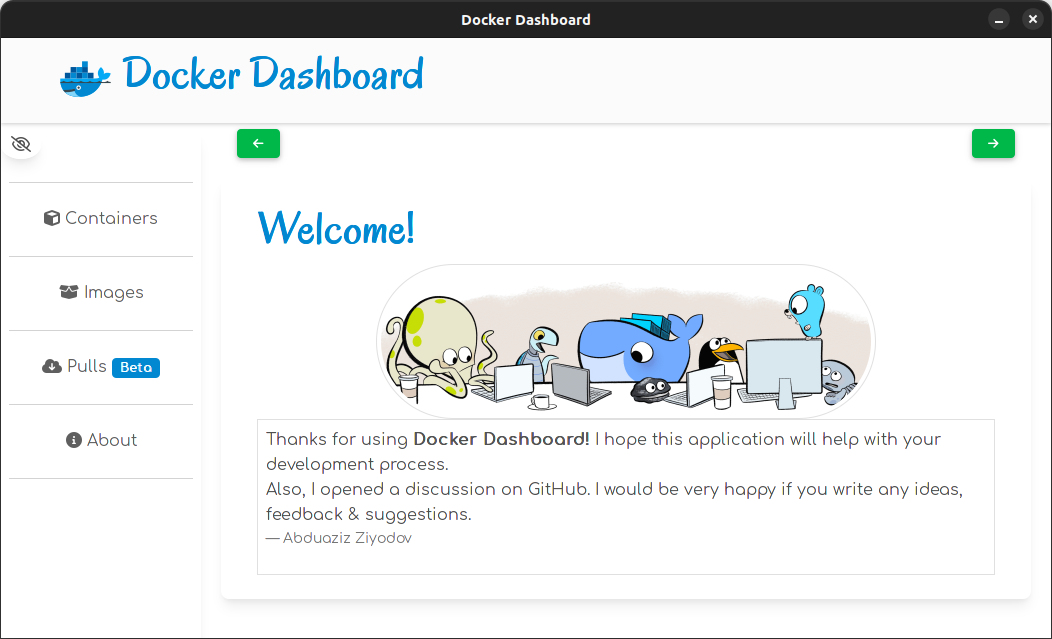 Docker Dashboard
Docker Dashboard
Containers
Images
Pulls Beta
About
Welcome!
Thanks for using Docker Dashboard! I hope this application will help with your
development process.
Also, I opened a discussion on GitHub. I would be very happy if you write any ideas,
feedback & suggestions.
— Abduaziz Ziyodov